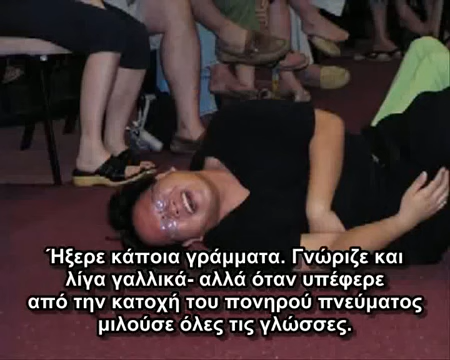 Ήξερε κάποια γράμματα. Γνώριζε και
λίγα γαλλικά- αλλά όταν υπέφερε
από την κατοχή του πονηρού πνεύματος
μιλούσε όλες τις γλώσσες.